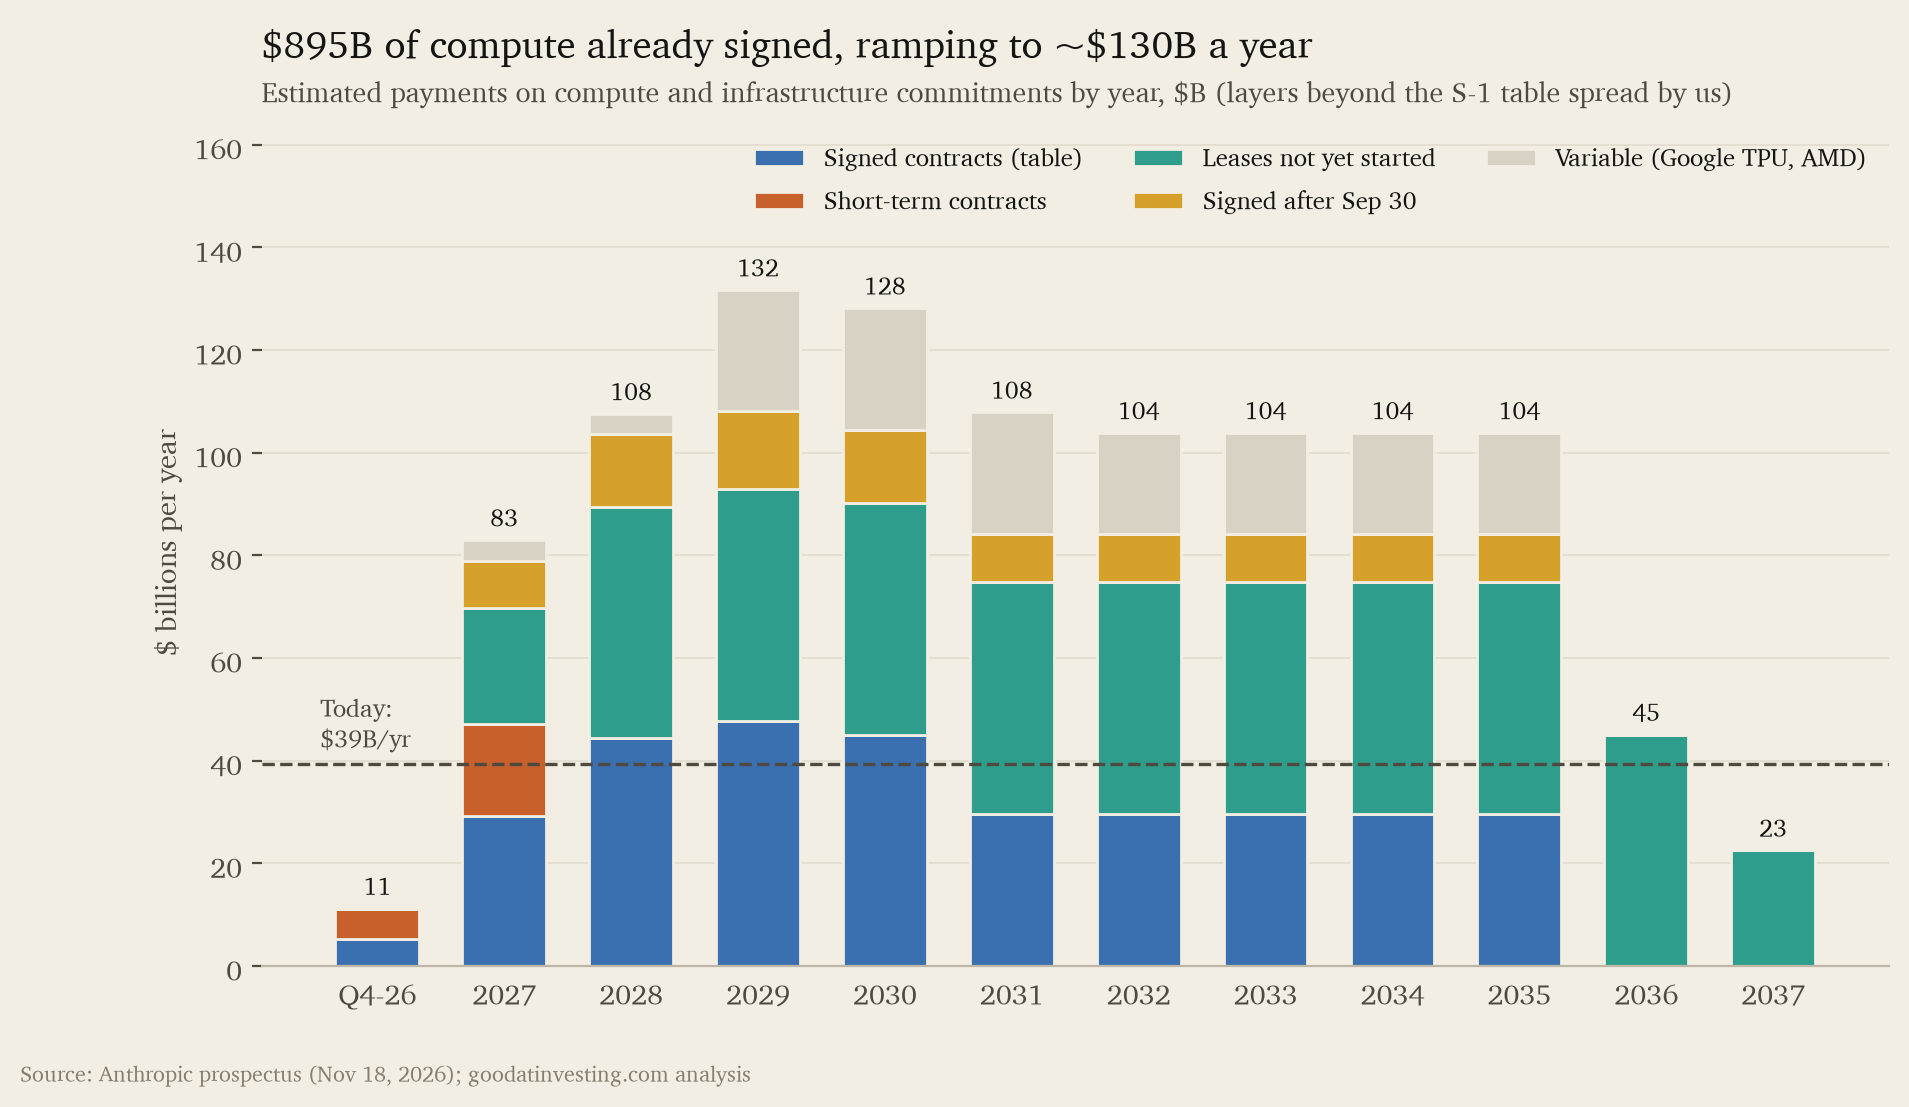 $895B of compute already signed, ramping to ~$130B a year
Estimated payments on compute and infrastructure commitments by year, $B (layers beyond the S-1 table spread by us)
Signed contracts (table)
Short-term contracts
Leases not yet started
Signed after Sep 30
Variable (Google TPU, AMD)
$ billions per year
160
140
120
100
80
60
40
20
0
Today:
$39B/yr
11
83
108
132
128
108
104
104
104
104
45
23
Q4-26
2027
2028
2029
2030
2031
2032
2033
2034
2035
2036
2037
Source: Anthropic prospectus (Nov 18, 2026); goodatinvesting.com analysis